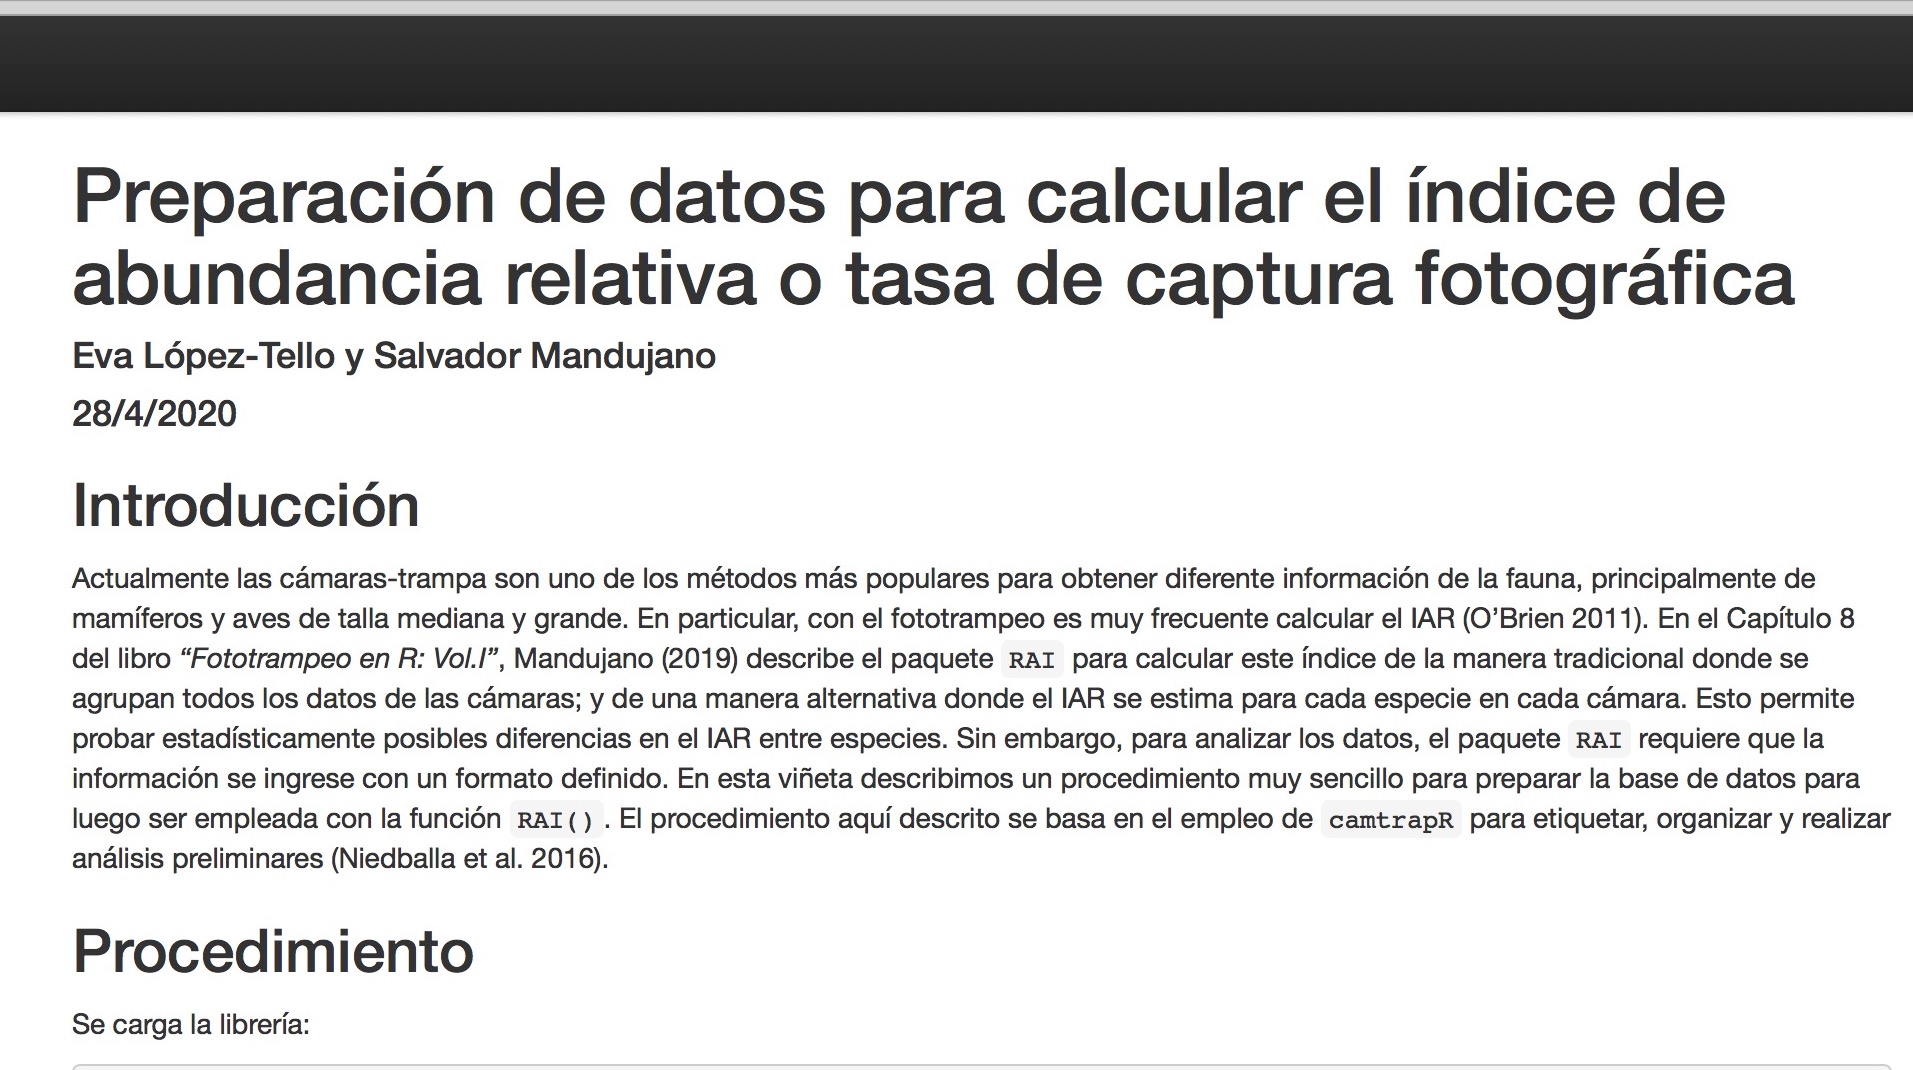 Preparación de datos para calcular el índice de
abundancia relativa o tasa de captura fotográfica
Eva López-Tello y Salvador Mandujano
28/4/2020
Introducción
Actualmente las cámaras-trampa son uno de los métodos más populares para obtener diferente información de la fauna, principalmente de
mamíferos y aves de talla mediana y grande. En particular, con el fototrampeo es muy frecuente calcular el IAR (O’Brien 2011). En el Capítulo 8
del libro “Fototrampeo en R: Vol.I”, Mandujano (2019) describe el paquete RAI para calcular este índice de la manera tradicional donde se
agrupan todos los datos de las cámaras; y de una manera alternativa donde el IAR se estima para cada especie en cada cámara. Esto permite
probar estadísticamente posibles diferencias en el IAR entre especies. Sin embargo, para analizar los datos, el paquete RAI requiere que la
información se ingrese con un formato definido. En esta viñeta describimos un procedimiento muy sencillo para preparar la base de datos para
luego ser empleada con la función RAI(). El procedimiento aquí descrito se basa en el empleo de camtrapR para etiquetar, organizar y realizar
análisis preliminares (Niedballa et al. 2016).
Procedimiento
Se carga la librería: